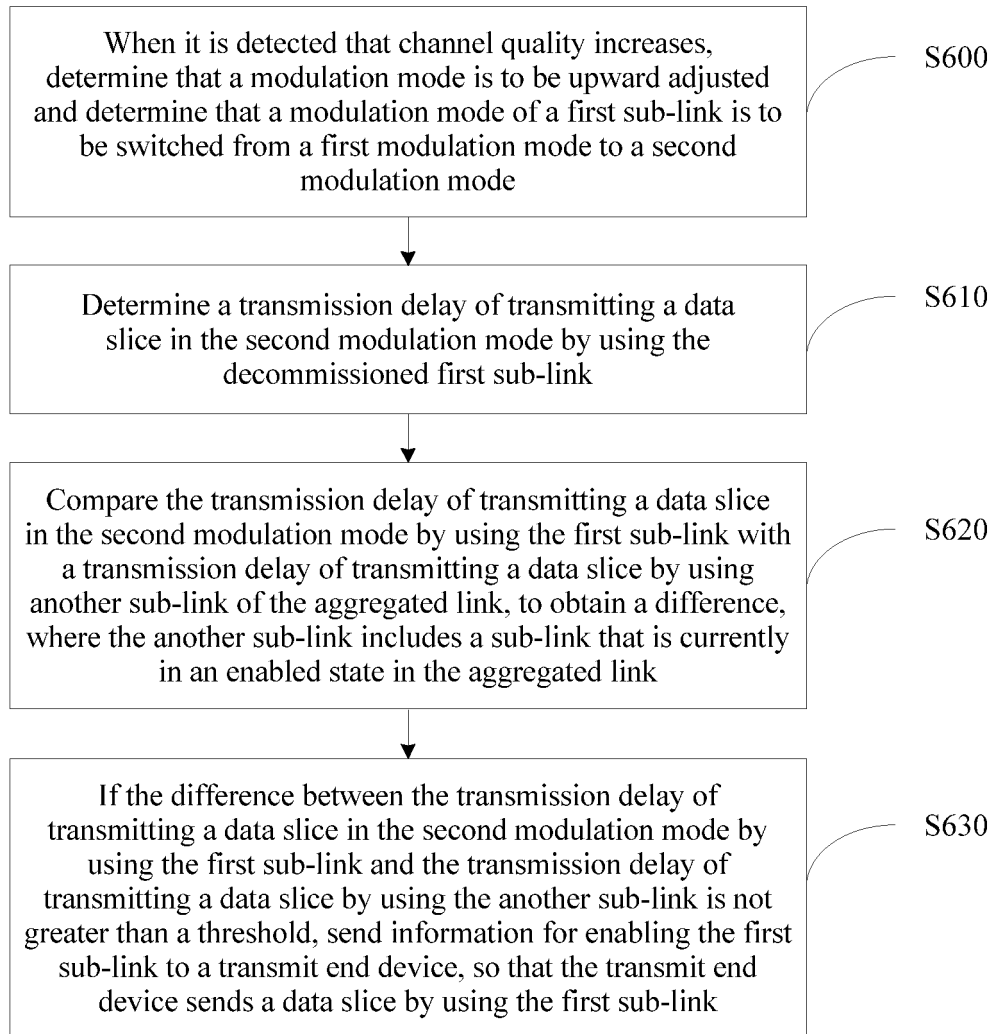 When it is detected that channel quality increases,
determine that a modulation mode is to be upward adjusted
and determine that a modulation mode of a first sub-link is to
be switched from a first modulation mode to a second
modulation mode
S600
Determine a transmission delay of transmitting a data
slice in the second modulation mode by using the
decommissioned first sub-link
S610
Compare the transmission delay of transmitting a data slice
in the second modulation mode by using the first sub-link with
a transmission delay of transmitting a data slice by using
another sub-link of the aggregated link, to obtain a difference,
where the another sub-link includes a sub-link that is currently
in an enabled state in the aggregated link
S620
If the difference between the transmission delay of
transmitting a data slice in the second modulation mode by
using the first sub-link and the transmission delay of
transmitting a data slice by using the another sub-link is not
greater than a threshold, send information for enabling the first
sub-link to a transmit end device, so that the transmit end
device sends a data slice by using the first sub-link
S630